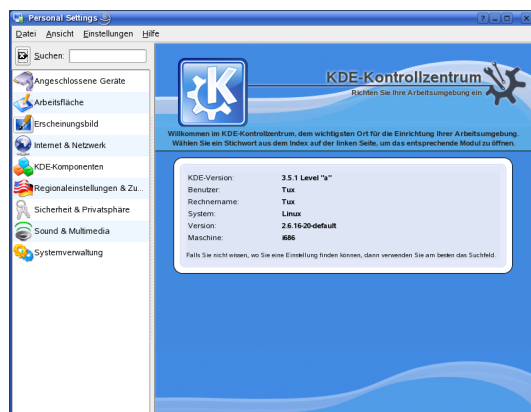 Personal Settings
Datei Ansicht Einstellungen Hilfe
Suchen:
Angeschlossene Geräte
Arbeitsfläche
Erscheinungsbild
Internet & Netzwerk
KDE-Komponenten
Regionaleinstellungen & Zu...
Sicherheit & Privatsphäre
Sound & Multimedia
Systemverwaltung
KDE-Kontrollzentrum
Richten Sie Ihre Arbeitsumgebung ein
Willkommen im KDE-Kontrollzentrum, dem wichtigsten Ort für die Einrichtung Ihrer Arbeitsumgebung.
Wählen Sie ein Stichwort aus dem Index auf der linken Seite, um das entsprechende Modul zu öffnen.
KDE-Version: 3.5.1 Level "a"
Benutzer: Tux
Rechnername: Tux
System: Linux
Version: 2.6.16-20-default
Maschine: i686
Falls Sie nicht wissen, wo Sie eine Einstellung finden können, dann verwenden Sie am besten das Suchfeld.